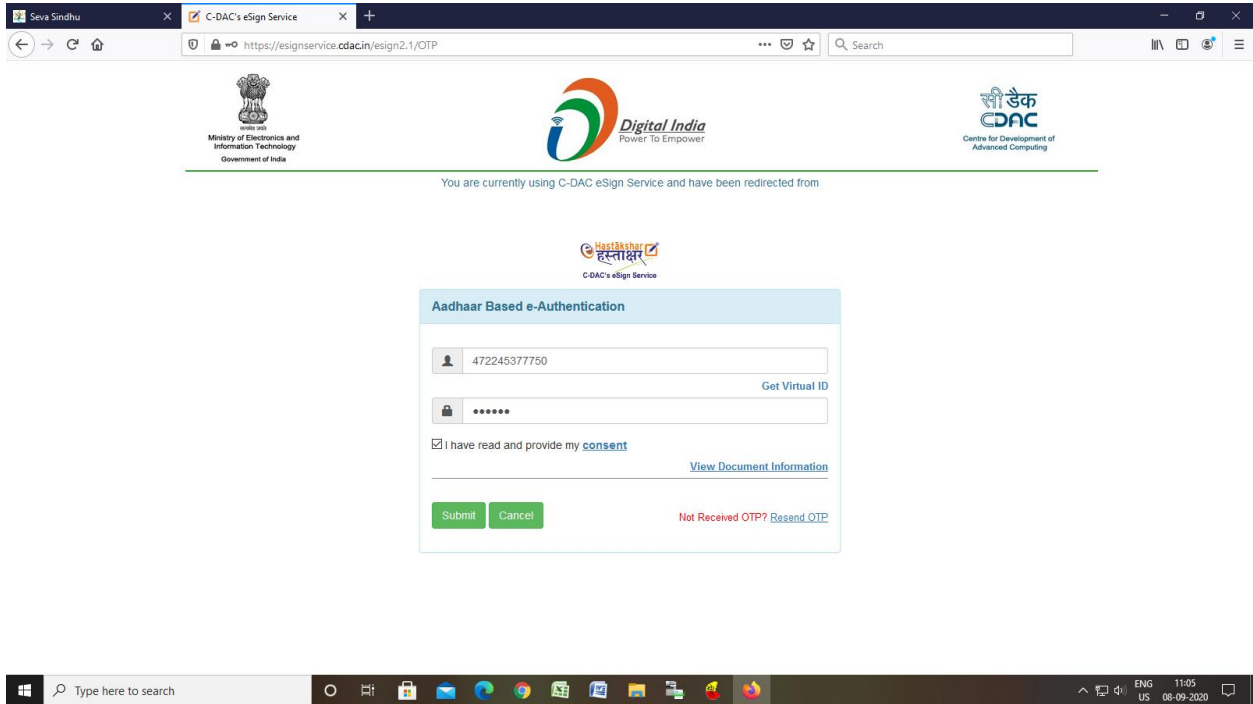 Seva Sindhu
C-DAC's eSign Service
https://esignservice.cdac.in/esign2.1/OTP
Search
सत्यमेव जयते
Ministry of Electronics and
Information Technology
Government of India
Digital India
Power To Empower
सी डैक
CDAC
Centre for Development of
Advanced Computing
You are currently using C-DAC eSign Service and have been redirected from
e Hastākshar
हस्ताक्षर
C-DAC's eSign Service
Aadhaar Based e-Authentication
472245377750
Get Virtual ID
••••••
I have read and provide my consent
View Document Information
Submit Cancel Not Received OTP? Resend OTP
Type here to search
ENG 11:05
US 08-09-2020